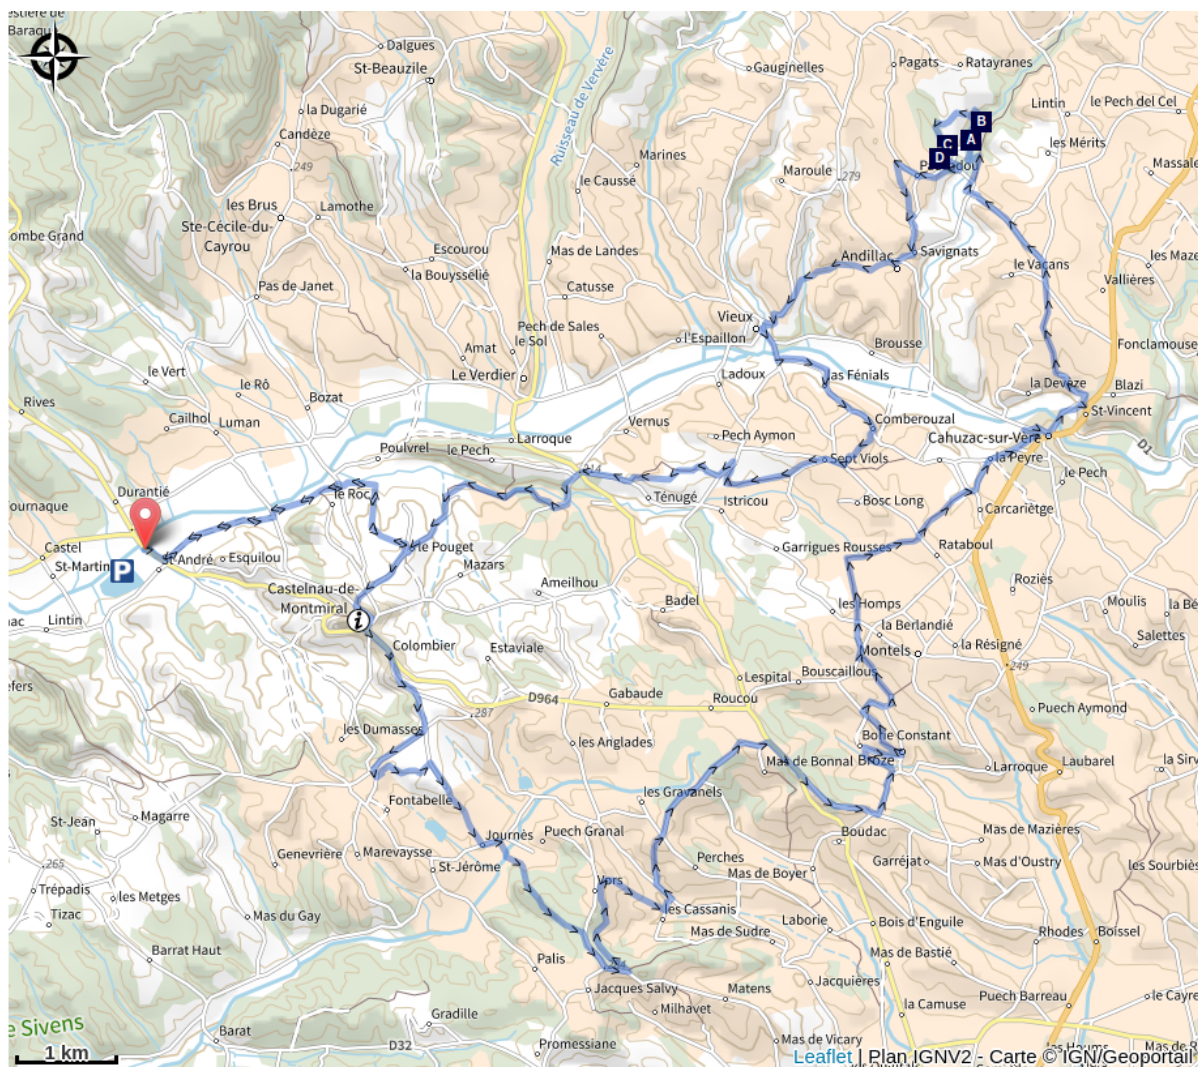 Baraqu
Dalgues
St-Beauzile
Gauginelles
Pagats
Ratayranes
la Dugarié
Lintin
le Pech del Cel
Candèze
249
Ruisseau de Vervère
B
A
C
D
les Mérits
Marines
le Causse
Maroule
279
Massale
les Brus
Lamothe
Ste-Cécile-du-
Cayrou
ombe Grand
Escourou
Mas de Landes
Andillac
Savignats
le Vacans
les Maze
Vallières
la Bouyssélié
Pas de Janet
Catusse
Vieux
Pech de Sales
le Sol
l'Espaillon
Brousse
Fonclamouse
Amat
Le Verdier
le Vert
le Rô
Bozat
Ladoux
las Fénials
la Devèze
Blazi
Rives
Cailhol
Luman
Vernus
Comberouzal
St-Vincent
Larroque
Pech Aymon
Cahuzac-sur-Vère
D1
Poulvrel
le Pech
Sept Viols
la Peyre
le Pech
Durantié
le Roc
Ténugé
Istricou
Bosc Long
Carcariètge
ournaque
Castel
St-Martin
P
St-André
Esquilou
le Pouget
Garrigues Rousses
Rataboul
Mazars
Castelnau-de-
Montmiral
i
Ameilhou
Badel
Roziès
les Homps
Moulis
la Bé
Lintin
la Berlandié
Salettes
Colombier
Estaviale
Montels
la Résigné
249
efers
Lespital
Bouscaillous
D964
Gabaude
Roucou
287
Puech Aymond
les Dumasses
les Anglades
Bofie Constant
Mas de Bonnal
Broze
Larroque
Laubarel
la Sirv
Fontabelle
les Gravanels
St-Jean
Magarre
Journès
Puech Granal
Boudac
Mas de Mazières
Genevrière
Marevaysse
St-Jérôme
Perches
Mas de Boyer
Garréjat
Mas d'Oustry
les Sourbiès
265
Trépadis
les Metges
Vors
Tizac
Mas du Gay
les Cassanis
Laborie
Bois d'Enguile
Mas de Sudre
Rhodes
Boissel
Barrat Haut
Palis
Mas de Bastié
Jacques Salvy
Matens
Jacquières
Puech Barreau
le Cayre
Milhavet
la Camuse
Gradille
e Sivens
Barat
D32
Promessiane
Mas de Vicary
1 km
Leaflet | Plan IGNV2 - Carte © IGN/Geoportail